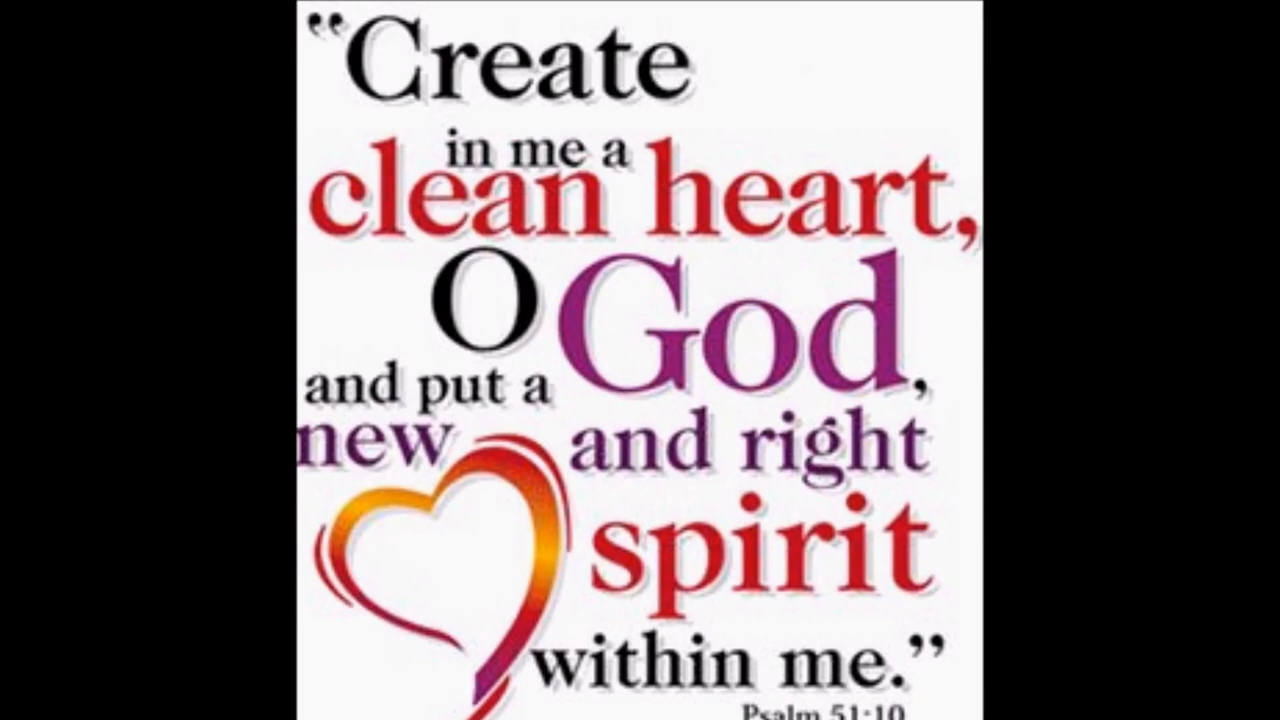 “Create
in me a
clean heart,
O God,
and put a
new and right
spirit
within me.”
Psalm 51:10